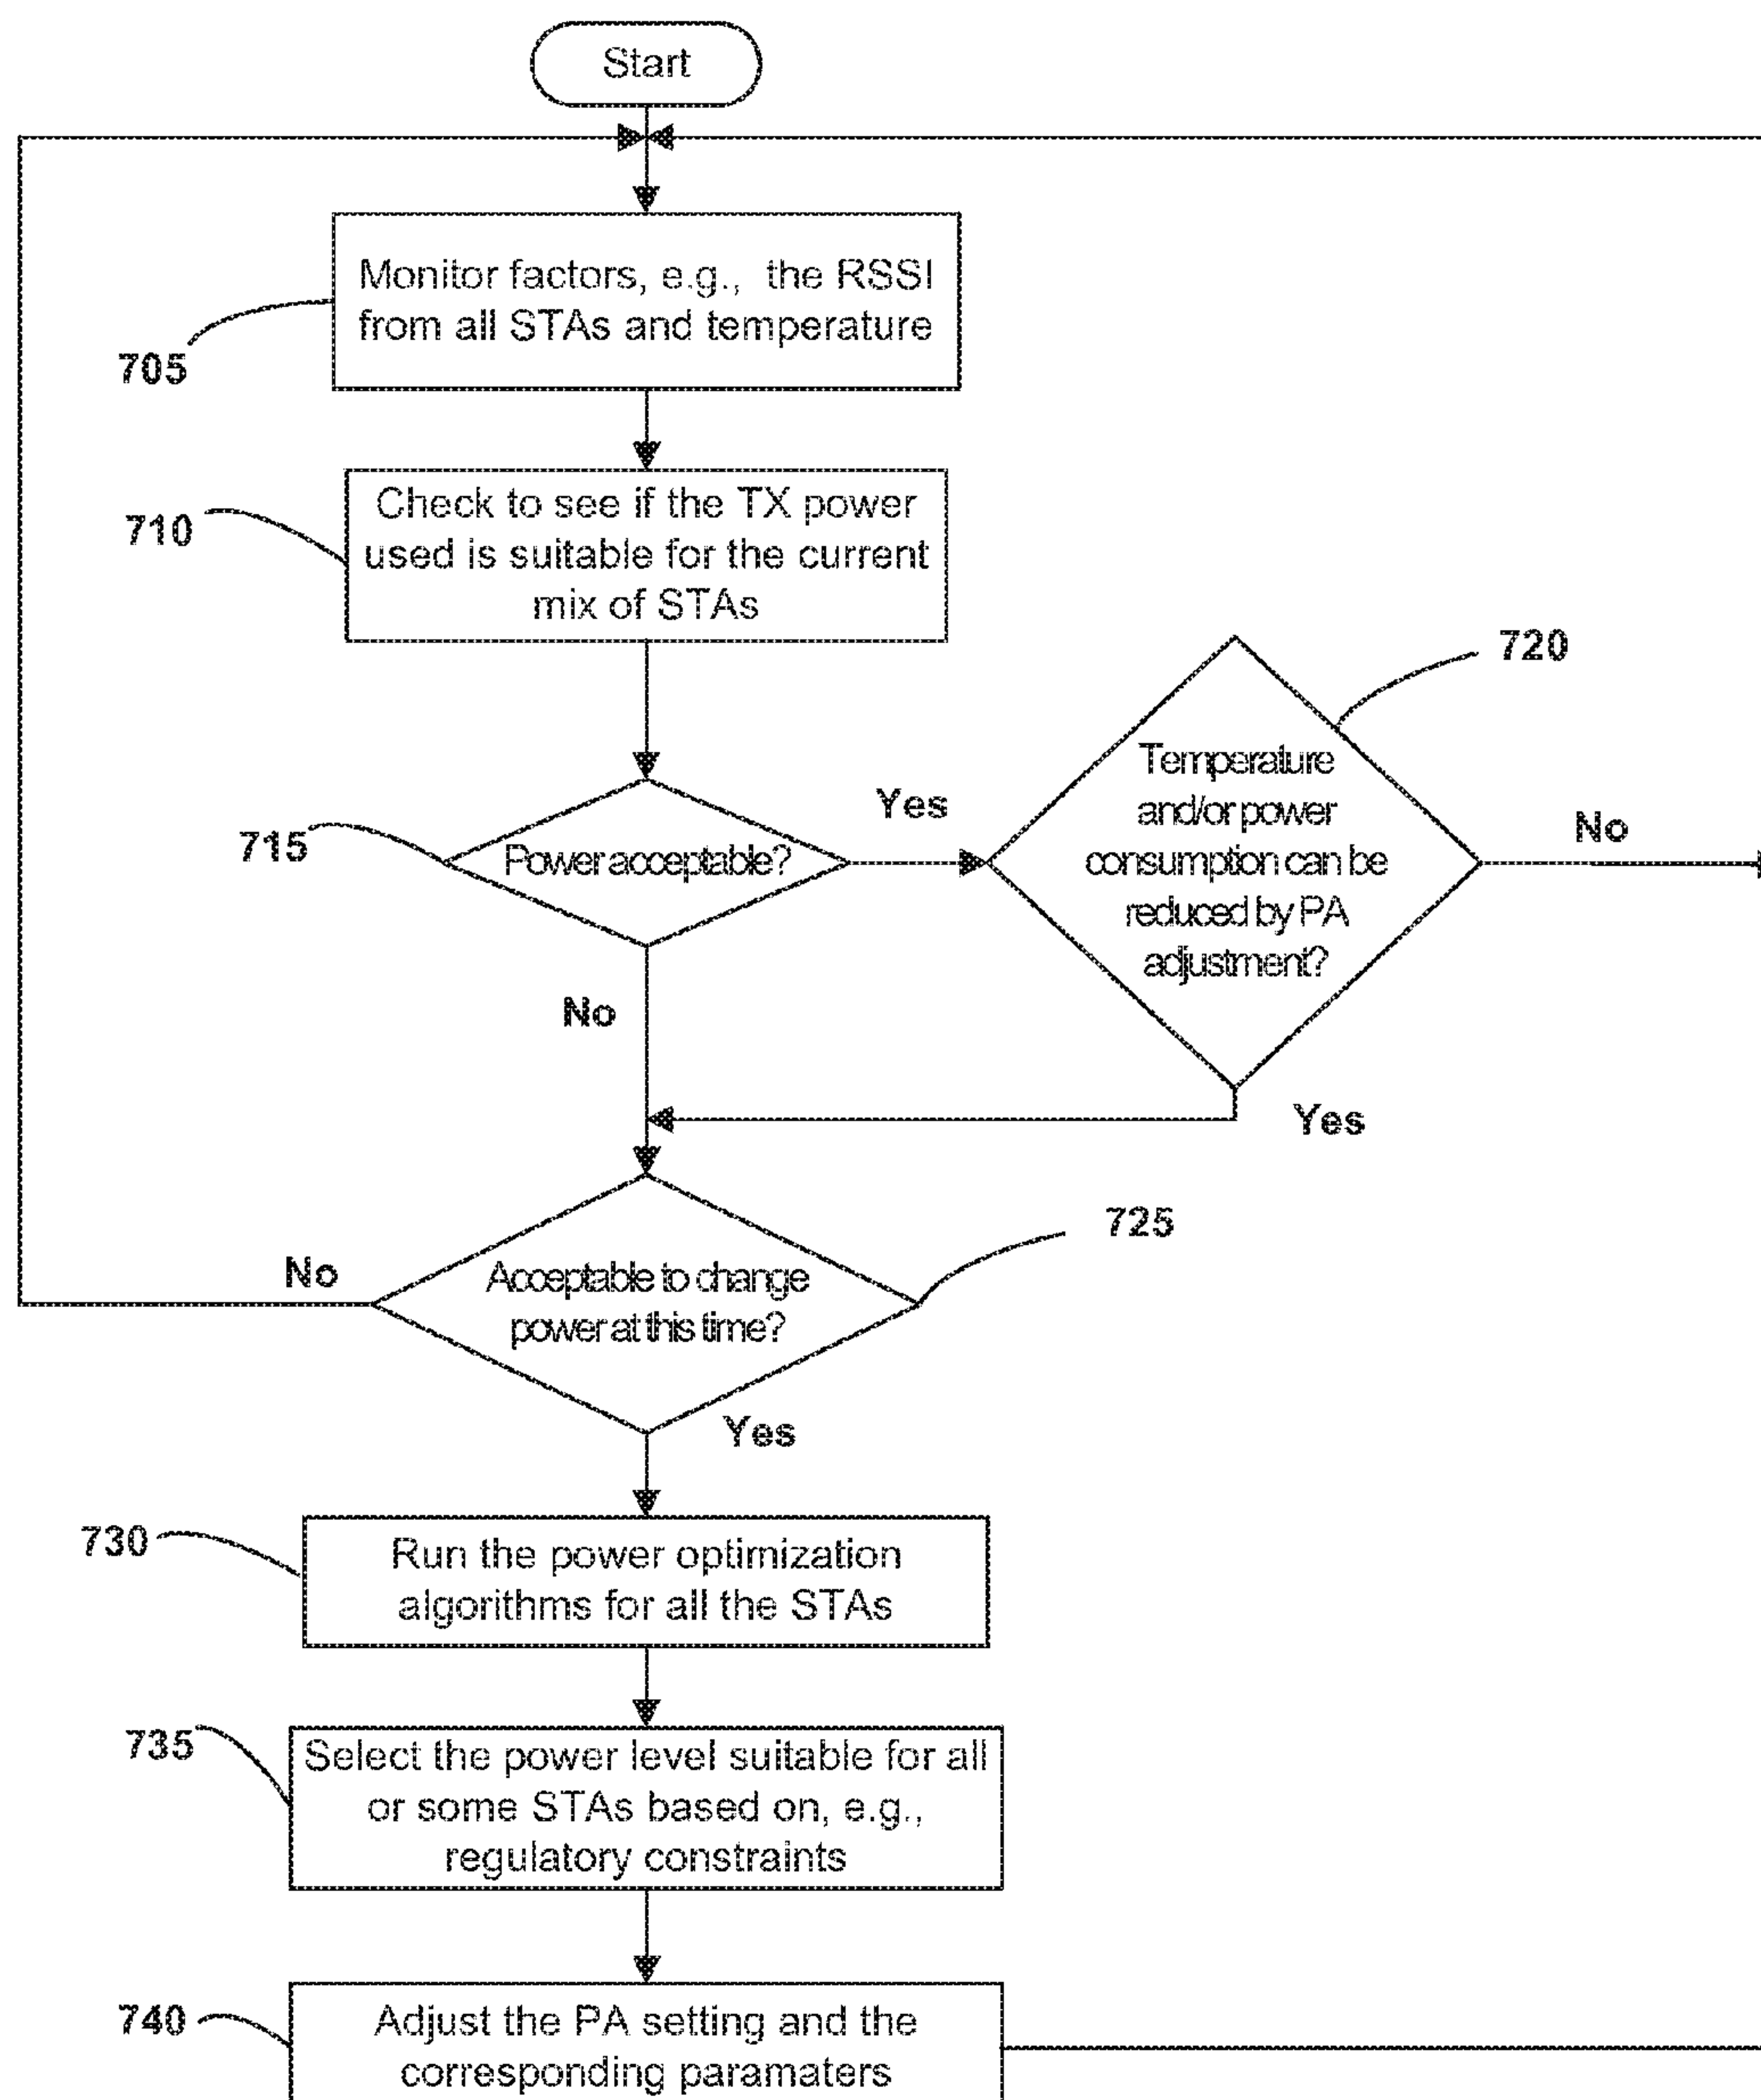 Start
Monitor factors, e.g., the RSSI
from all STAs and temperature
705
Check to see if the TX power
used is suitable for the current
mix of STAs
710
720
Temperature
and/or power
consumption can be
reduced by PA
adjustment?
Yes
No
715
Power acceptable?
No
Yes
725
No
Acceptable to change
power at this time?
Yes
730
Run the power optimization
algorithms for all the STAs
735
Select the power level suitable for all
or some STAs based on, e.g.,
regulatory constraints
740
Adjust the PA setting and the
corresponding paramaters